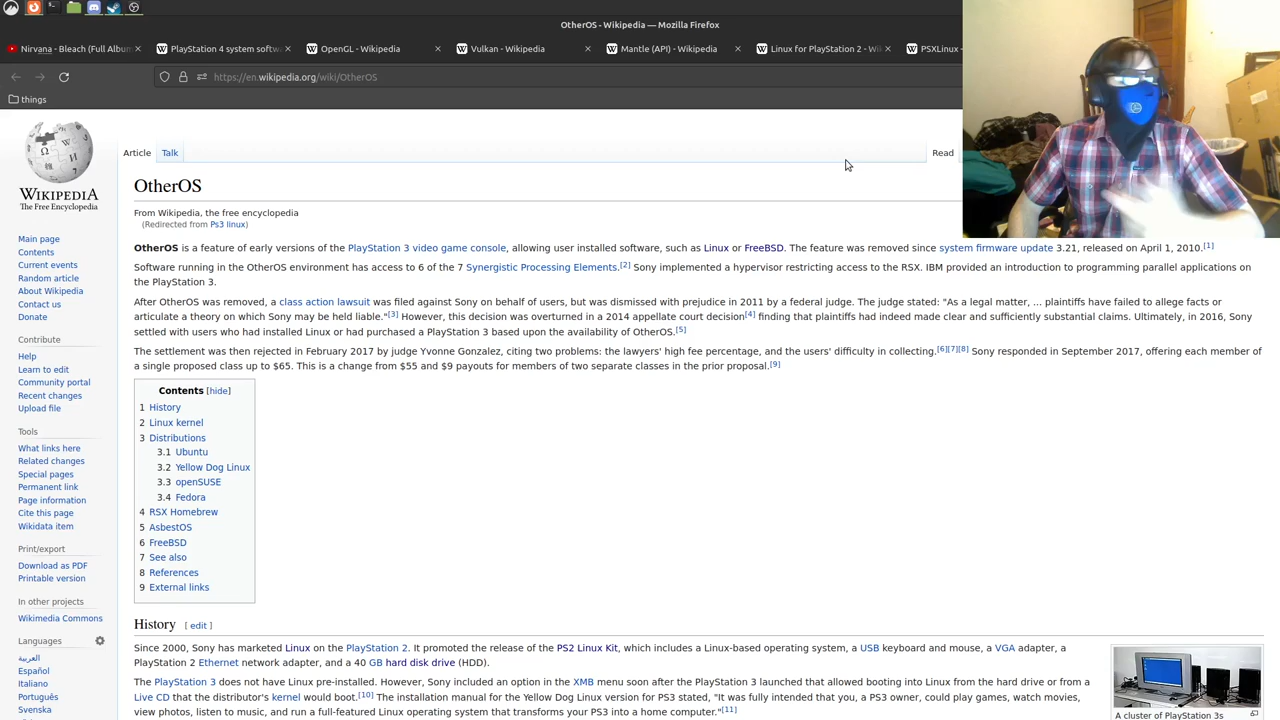 OtherOS - Wikipedia — Mozilla Firefox
Nirvana - Bleach (Full Album
PlayStation 4 system softw
OpenGL - Wikipedia
Vulkan - Wikipedia
Mantle (API) - Wikipedia
Linux for PlayStation 2 - Wik
PSXLinux -
https://en.wikipedia.org/wiki/OtherOS
things
WIKIPEDIA
The Free Encyclopedia
Main page
Contents
Current events
Random article
About Wikipedia
Contact us
Donate
Contribute
Help
Learn to edit
Community portal
Recent changes
Upload file
Tools
What links here
Related changes
Special pages
Permanent link
Page information
Cite this page
Wikidata item
Print/export
Download as PDF
Printable version
In other projects
Wikimedia Commons
Languages
العربية
Español
Italiano
Português
Svenska
Article Talk Read
OtherOS
From Wikipedia, the free encyclopedia
(Redirected from Ps3 linux)
OtherOS is a feature of early versions of the PlayStation 3 video game console, allowing user installed software, such as Linux or FreeBSD. The feature was removed since system firmware update 3.21, released on April 1, 2010.[1]
Software running in the OtherOS environment has access to 6 of the 7 Synergistic Processing Elements.[2] Sony implemented a hypervisor restricting access to the RSX. IBM provided an introduction to programming parallel applications on
the PlayStation 3.
After OtherOS was removed, a class action lawsuit was filed against Sony on behalf of users, but was dismissed with prejudice in 2011 by a federal judge. The judge stated: "As a legal matter, ... plaintiffs have failed to allege facts or
articulate a theory on which Sony may be held liable."[3] However, this decision was overturned in a 2014 appellate court decision[4] finding that plaintiffs had indeed made clear and sufficiently substantial claims. Ultimately, in 2016, Sony
settled with users who had installed Linux or had purchased a PlayStation 3 based upon the availability of OtherOS.[5]
The settlement was then rejected in February 2017 by judge Yvonne Gonzalez, citing two problems: the lawyers' high fee percentage, and the users' difficulty in collecting.[6][7][8] Sony responded in September 2017, offering each member of
a single proposed class up to $65. This is a change from $55 and $9 payouts for members of two separate classes in the prior proposal.[9]
Contents [hide]
1 History
2 Linux kernel
3 Distributions
3.1 Ubuntu
3.2 Yellow Dog Linux
3.3 openSUSE
3.4 Fedora
4 RSX Homebrew
5 AsbestOS
6 FreeBSD
7 See also
8 References
9 External links
History [ edit ]
Since 2000, Sony has marketed Linux on the PlayStation 2. It promoted the release of the PS2 Linux Kit, which includes a Linux-based operating system, a USB keyboard and mouse, a VGA adapter, a
PlayStation 2 Ethernet network adapter, and a 40 GB hard disk drive (HDD).
The PlayStation 3 does not have Linux pre-installed. However, Sony included an option in the XMB menu soon after the PlayStation 3 launched that allowed booting into Linux from the hard drive or from a
Live CD that the distributor's kernel would boot.[10] The installation manual for the Yellow Dog Linux version for PS3 stated, "It was fully intended that you, a PS3 owner, could play games, watch movies,
view photos, listen to music, and run a full-featured Linux operating system that transforms your PS3 into a home computer."[11]
A cluster of PlayStation 3s